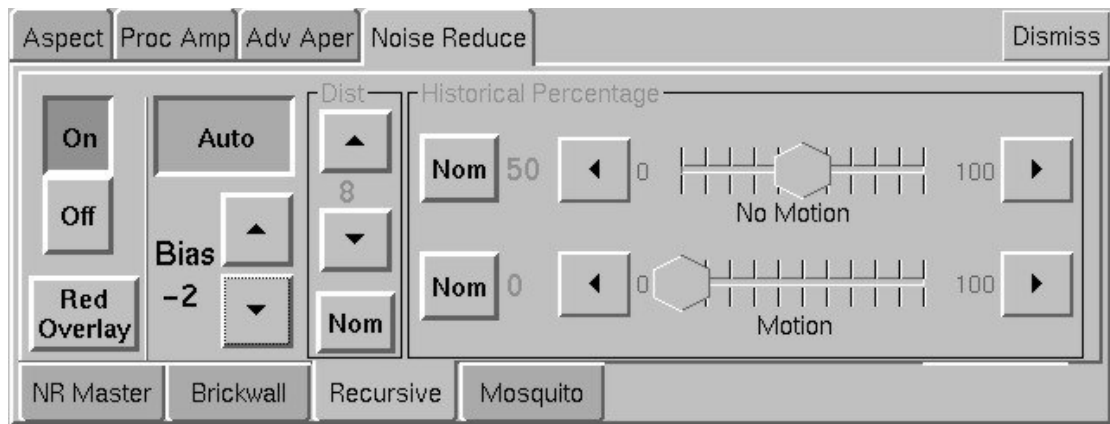 Aspect Proc Amp Adv Aper Noise Reduce Dismiss
On
Off
Red
Overlay
Auto
Bias
-2
Dist
8
Nom
Historical Percentage
Nom 50 0 100
No Motion
Nom 0 0 100
Motion
NR Master Brickwall Recursive Mosquito